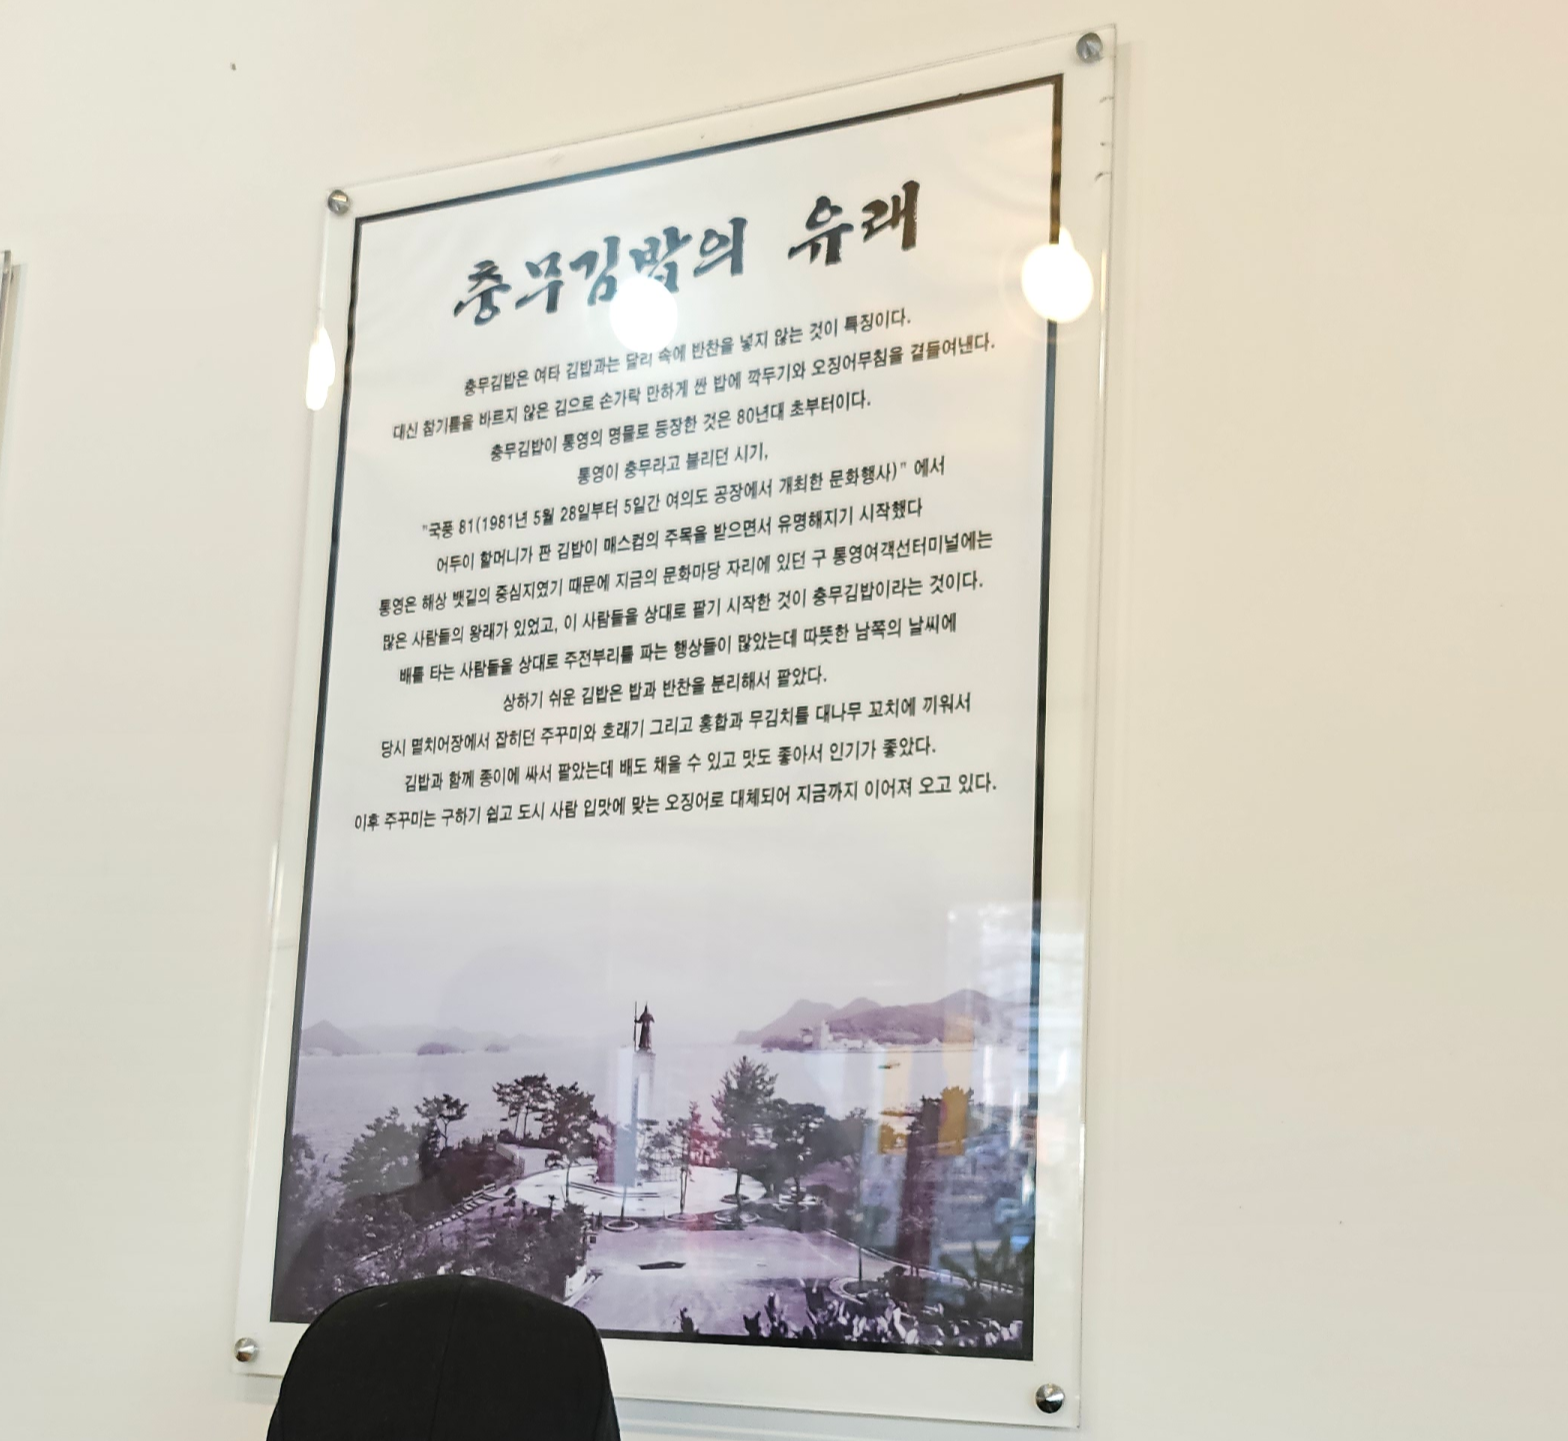 충무김밥의 유래
충무김밥은 여타 김밥과는 달리 속에 반찬을 넣지 않는 것이 특징이다.
대신 참기름을 바르지 않은 김으로 손가락 만하게 싼 밥에 깍두기와 오징어무침을 곁들여낸다.
충무김밥이 통영의 명물로 등장한 것은 80년대 초부터이다.
통영이 충무라고 불리던 시기,
"국풍 81(1981년 5월 28일부터 5일간 여의도 공장에서 개최한 문화행사)" 에서
어두이 할머니가 판 김밥이 매스컵의 주목을 받으면서 유명해지기 시작했다
통영은 해상 뱃길의 중심지였기 때문에 지금의 문화마당 자리에 있던 구 통영여객선터미널에는
많은 사람들의 왕래가 있었고, 이 사람들을 상대로 팔기 시작한 것이 충무김밥이라는 것이다.
배를 타는 사람들을 상대로 주전부리를 파는 행상들이 많았는데 따뜻한 남쪽의 날씨에
상하기 쉬운 김밥은 밥과 반찬을 분리해서 팔았다.
당시 멸치어장에서 잡히던 주꾸미와 호래기 그리고 홍합과 무김치를 대나무 꼬치에 끼워서
김밥과 함께 종이에 싸서 팔았는데 배도 채울 수 있고 맛도 좋아서 인기가 좋았다.
이후 주꾸미는 구하기 쉽고 도시 사람 입맛에 맞는 오징어로 대체되어 지금까지 이어져 오고 있다.